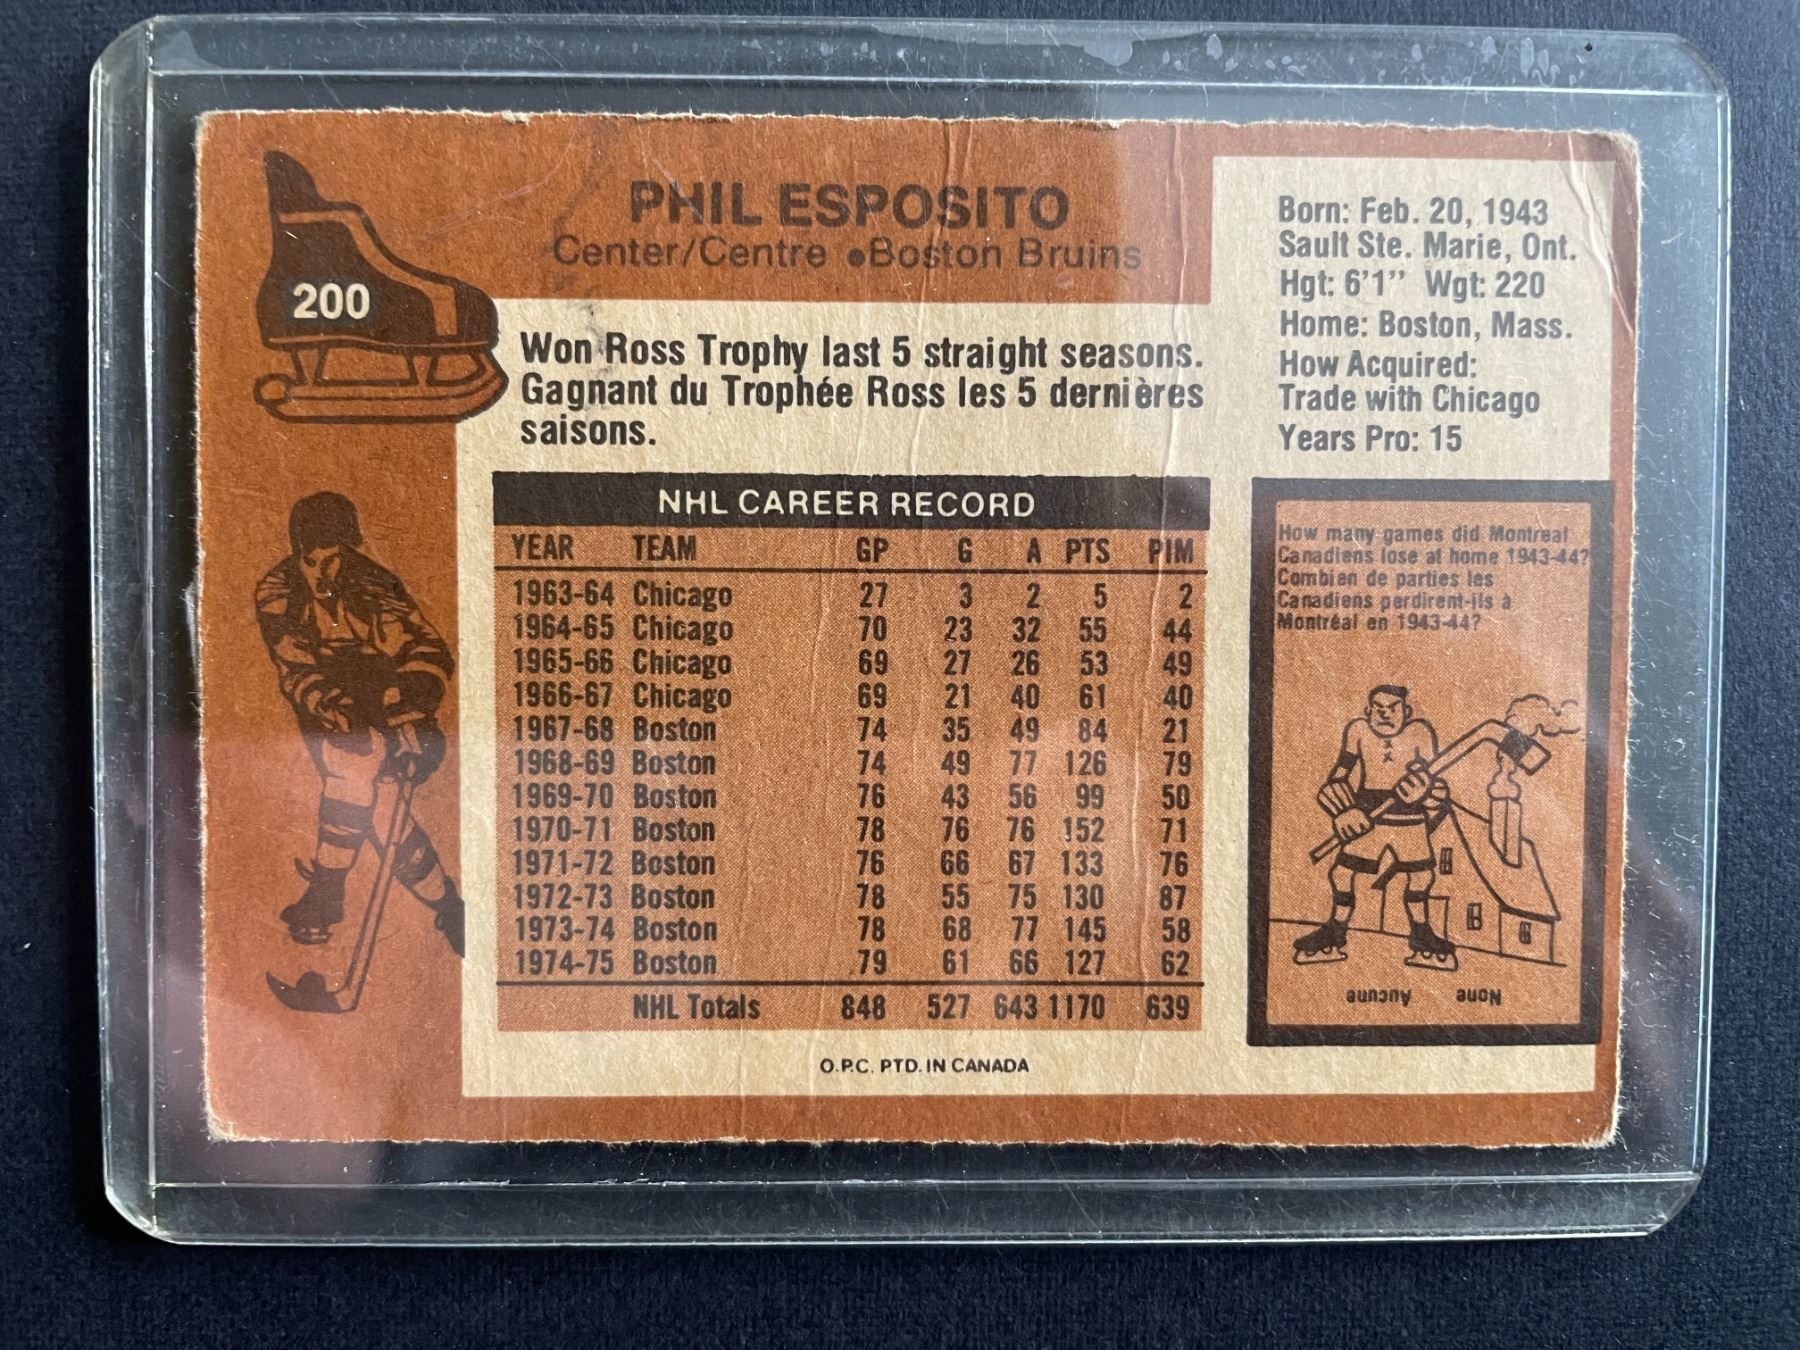 PHIL ESPOSITO
Center/Centre •Boston Bruins
200
Won Ross Trophy last 5 straight seasons.
Gagnant du Trophée Ross les 5 dernières
saisons.
Born: Feb. 20, 1943
Sault Ste. Marie, Ont.
Hgt: 6'1" Wgt: 220
Home: Boston, Mass.
How Acquired:
Trade with Chicago
Years Pro: 15
NHL CAREER RECORD
YEAR TEAM GP G A PTS PIM
1963-64 Chicago 27 3 2 5 2
1964-65 Chicago 70 23 32 55 44
1965-66 Chicago 69 27 26 53 49
1966-67 Chicago 69 21 40 61 40
1967-68 Boston 74 35 49 84 21
1968-69 Boston 74 49 77 126 79
1969-70 Boston 76 43 56 99 50
1970-71 Boston 78 76 76 152 71
1971-72 Boston 76 66 67 133 76
1972-73 Boston 78 55 75 130 87
1973-74 Boston 78 68 77 145 58
1974-75 Boston 79 61 66 127 62
NHL Totals 848 527 643 1170 639
O.P.C. PTD. IN CANADA
How many games did Montreal
Canadiens lose at home 1943-44?
Combien de parties les
Canadiens perdirent-ils à
Montréal en 1943-44?
None
Aucune